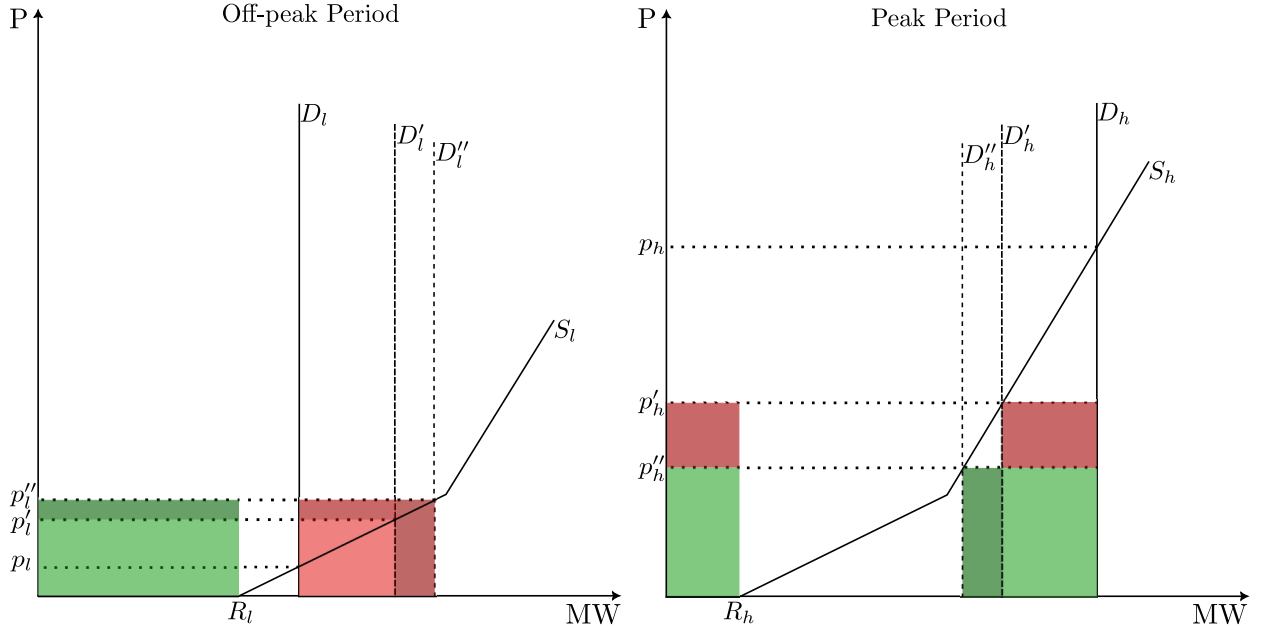 Off-peak Period
P
D_l
D'_l
D''_l
S_l
p''_l
p'_l
p_l
R_l
MW
Peak Period
P
D_h
D'_h
D''_h
S_h
p_h
p'_h
p''_h
R_h
MW